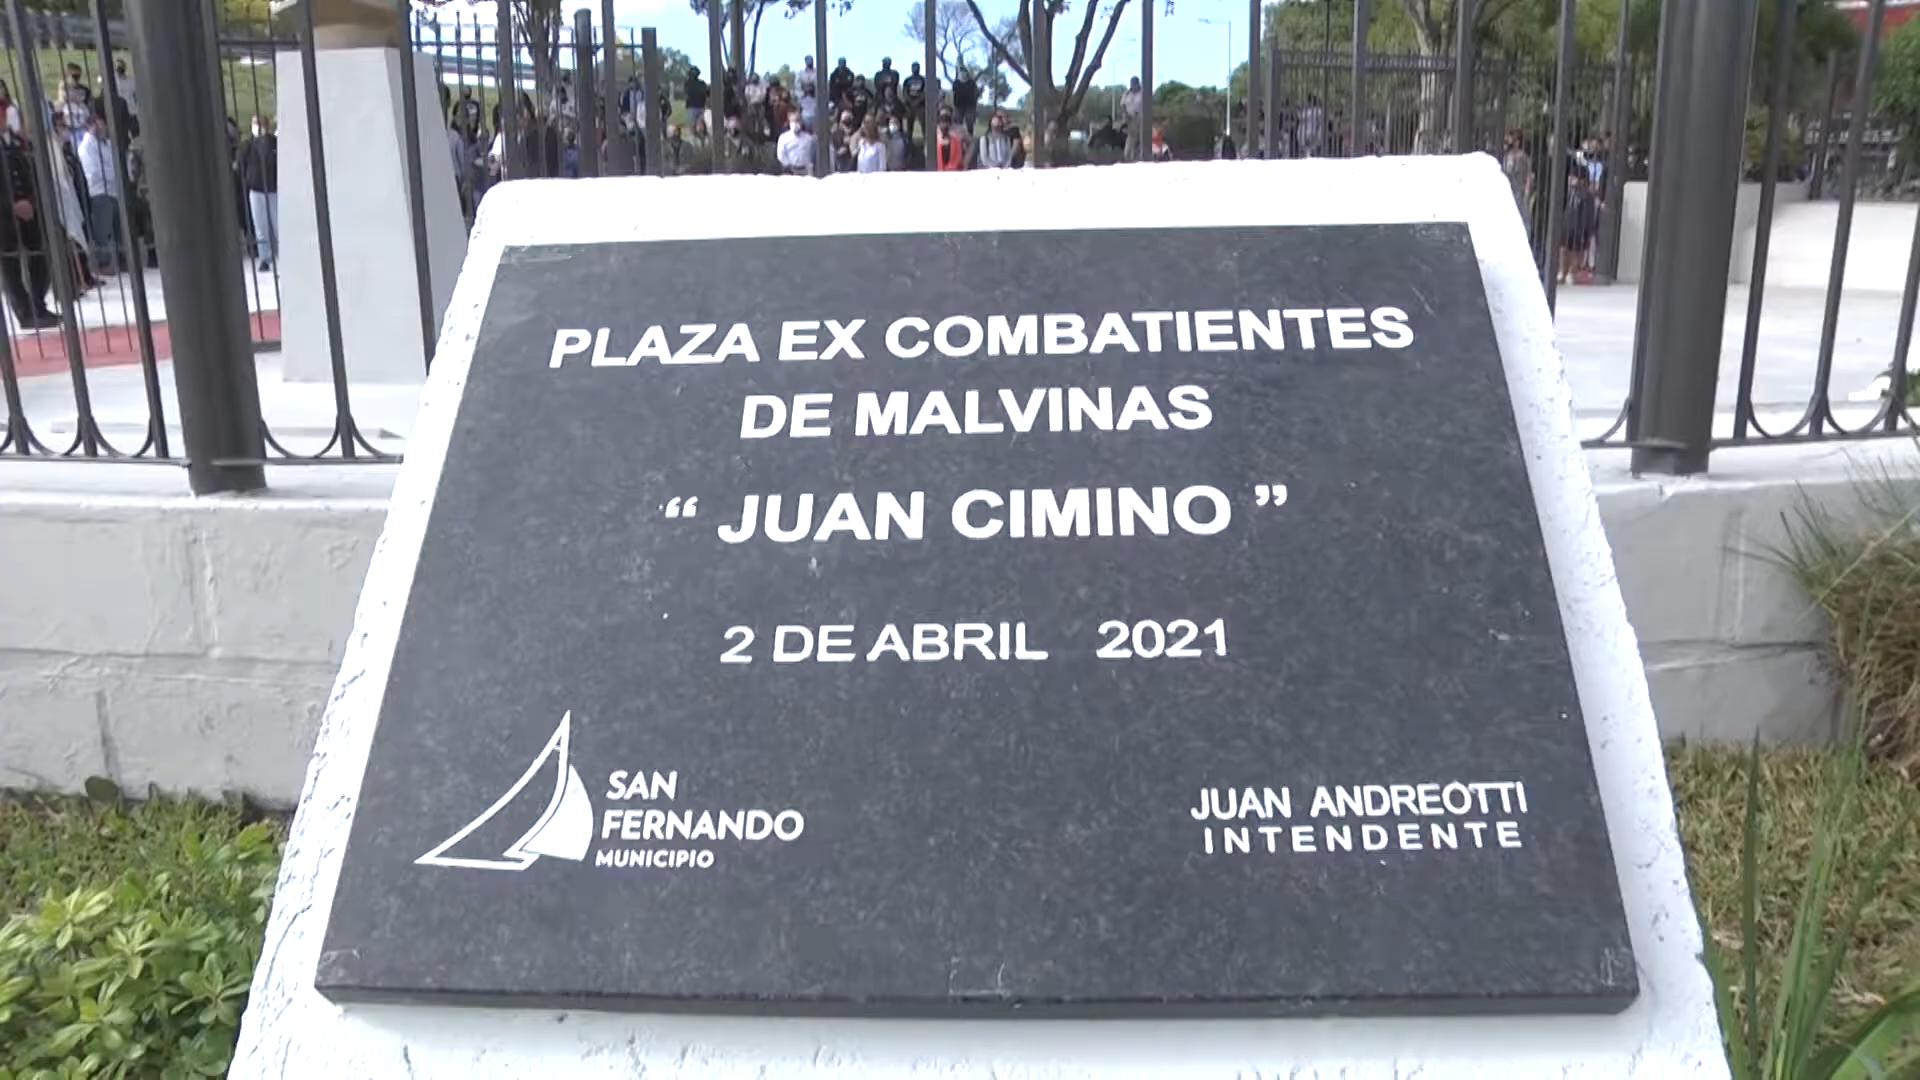 PLAZA EX COMBATIENTES
DE MALVINAS
“ JUAN CIMINO ”
2 DE ABRIL 2021
SAN
FERNANDO
MUNICIPIO
JUAN ANDREOTTI
INTENDENTE